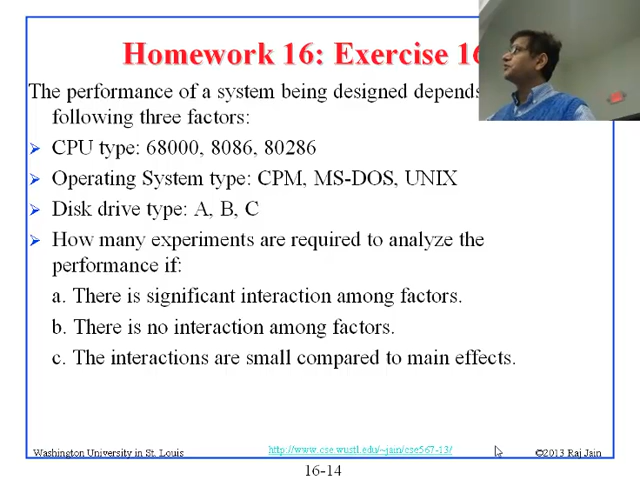 Homework 16: Exercise 16
The performance of a system being designed depends
following three factors:
CPU type: 68000, 8086, 80286
Operating System type: CPM, MS-DOS, UNIX
Disk drive type: A, B, C
How many experiments are required to analyze the
performance if:
a. There is significant interaction among factors.
b. There is no interaction among factors.
c. The interactions are small compared to main effects.
Washington University in St. Louis
http://www.cse.wustl.edu/~jain/cse567-13/
©2013 Raj Jain
16-14